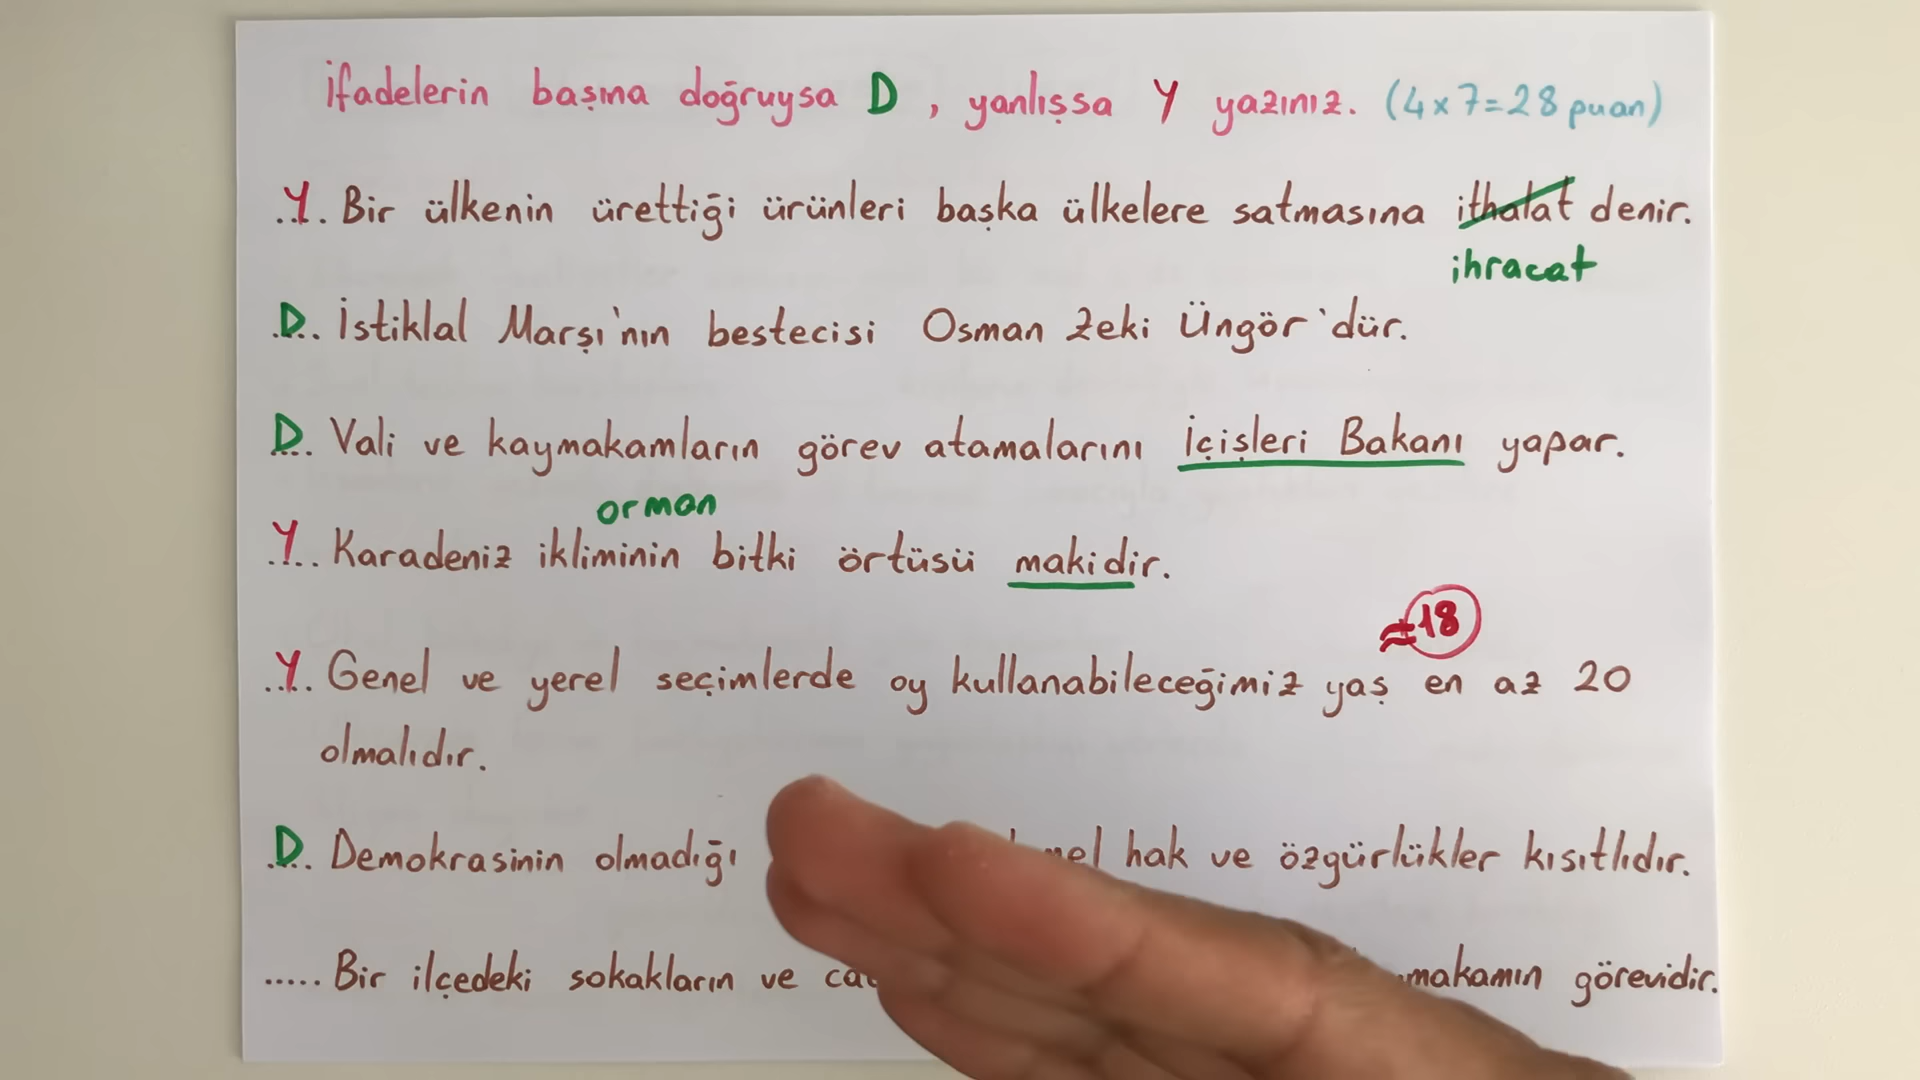 İfadelerin başına doğruysa D, yanlışsa Y yazınız. (4x7=28 puan)
.Y. Bir ülkenin ürettiği ürünleri başka ülkelere satmasına ithalat denir.
ihracat
.D. İstiklal Marşı'nın bestecisi Osman Zeki Üngör'dür.
.D. Vali ve kaymakamların görev atamalarını İçişleri Bakanı yapar.
orman
.Y. Karadeniz ikliminin bitki örtüsü makidir.
18
.Y. Genel ve yerel seçimlerde oy kullanabileceğimiz yaş en az 20
olmalıdır.
.D. Demokrasinin olmadığı hak ve özgürlükler kısıtlıdır.
..... Bir ilçedeki sokakların ve görevidir.